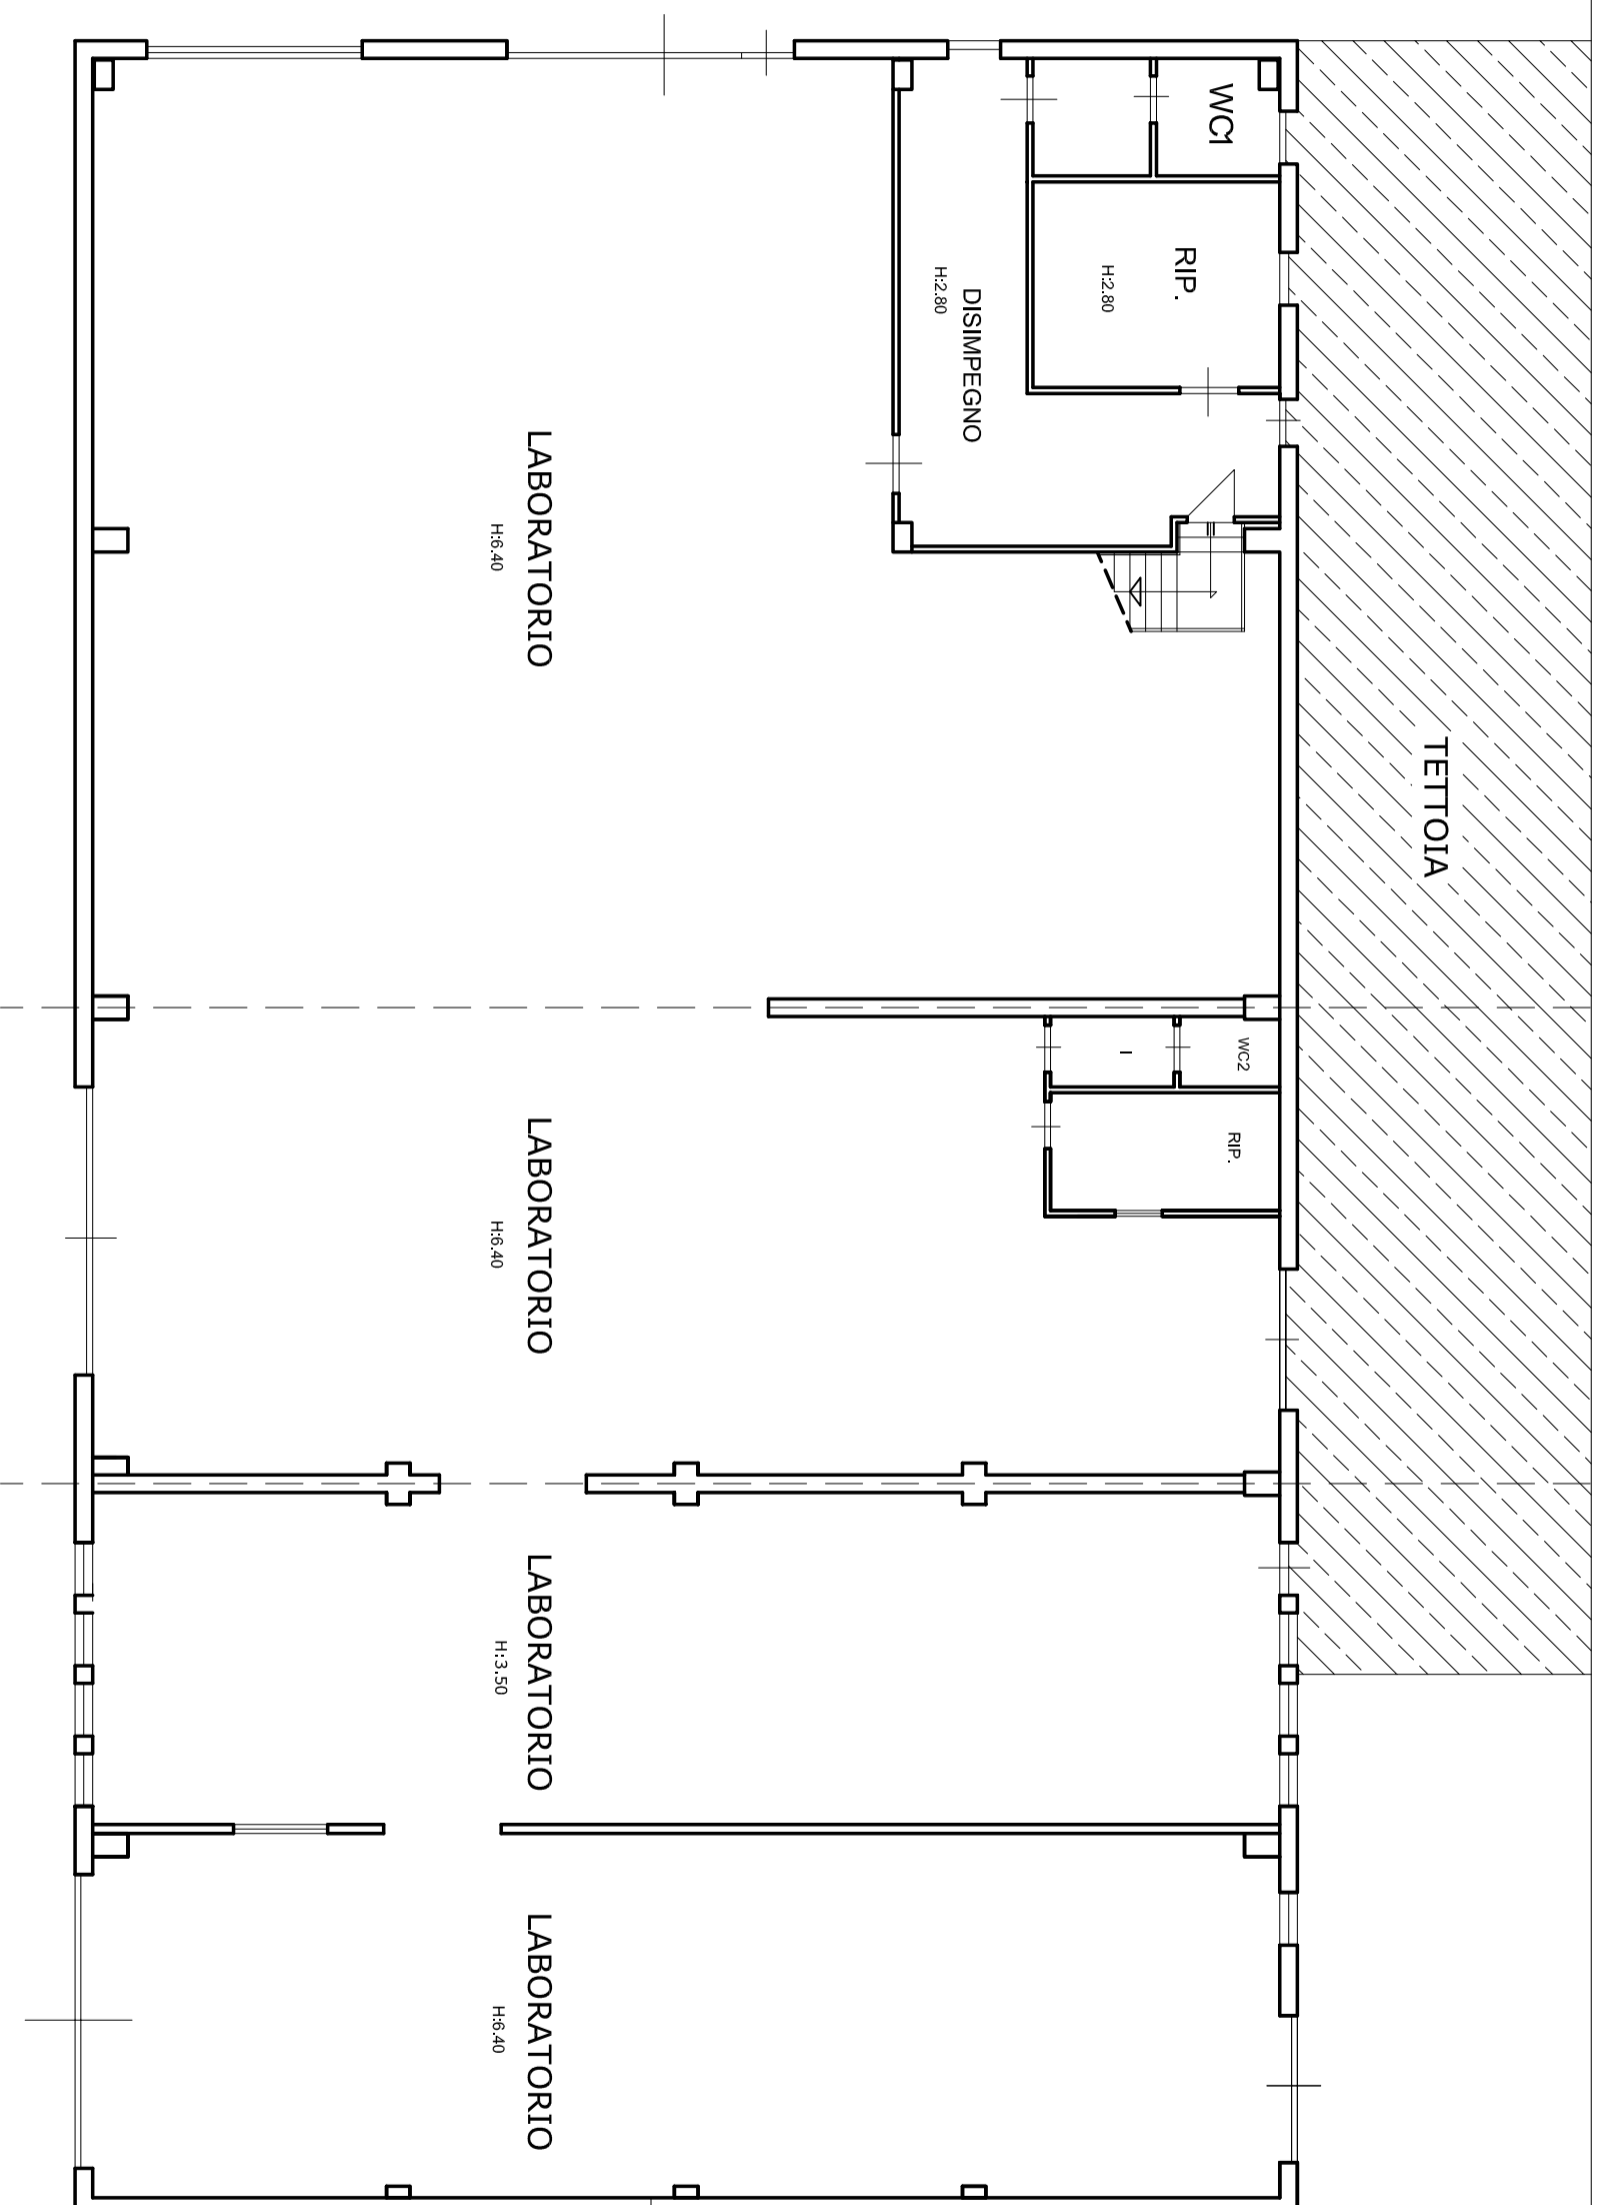 WC1
RIP.
H:2.80
DISIMPEGNO
H:2.80
LABORATORIO
H:6.40
TETTOIA
WC2
I
RIP.
LABORATORIO
H:6.40
LABORATORIO
H:3.50
LABORATORIO
H:6.40